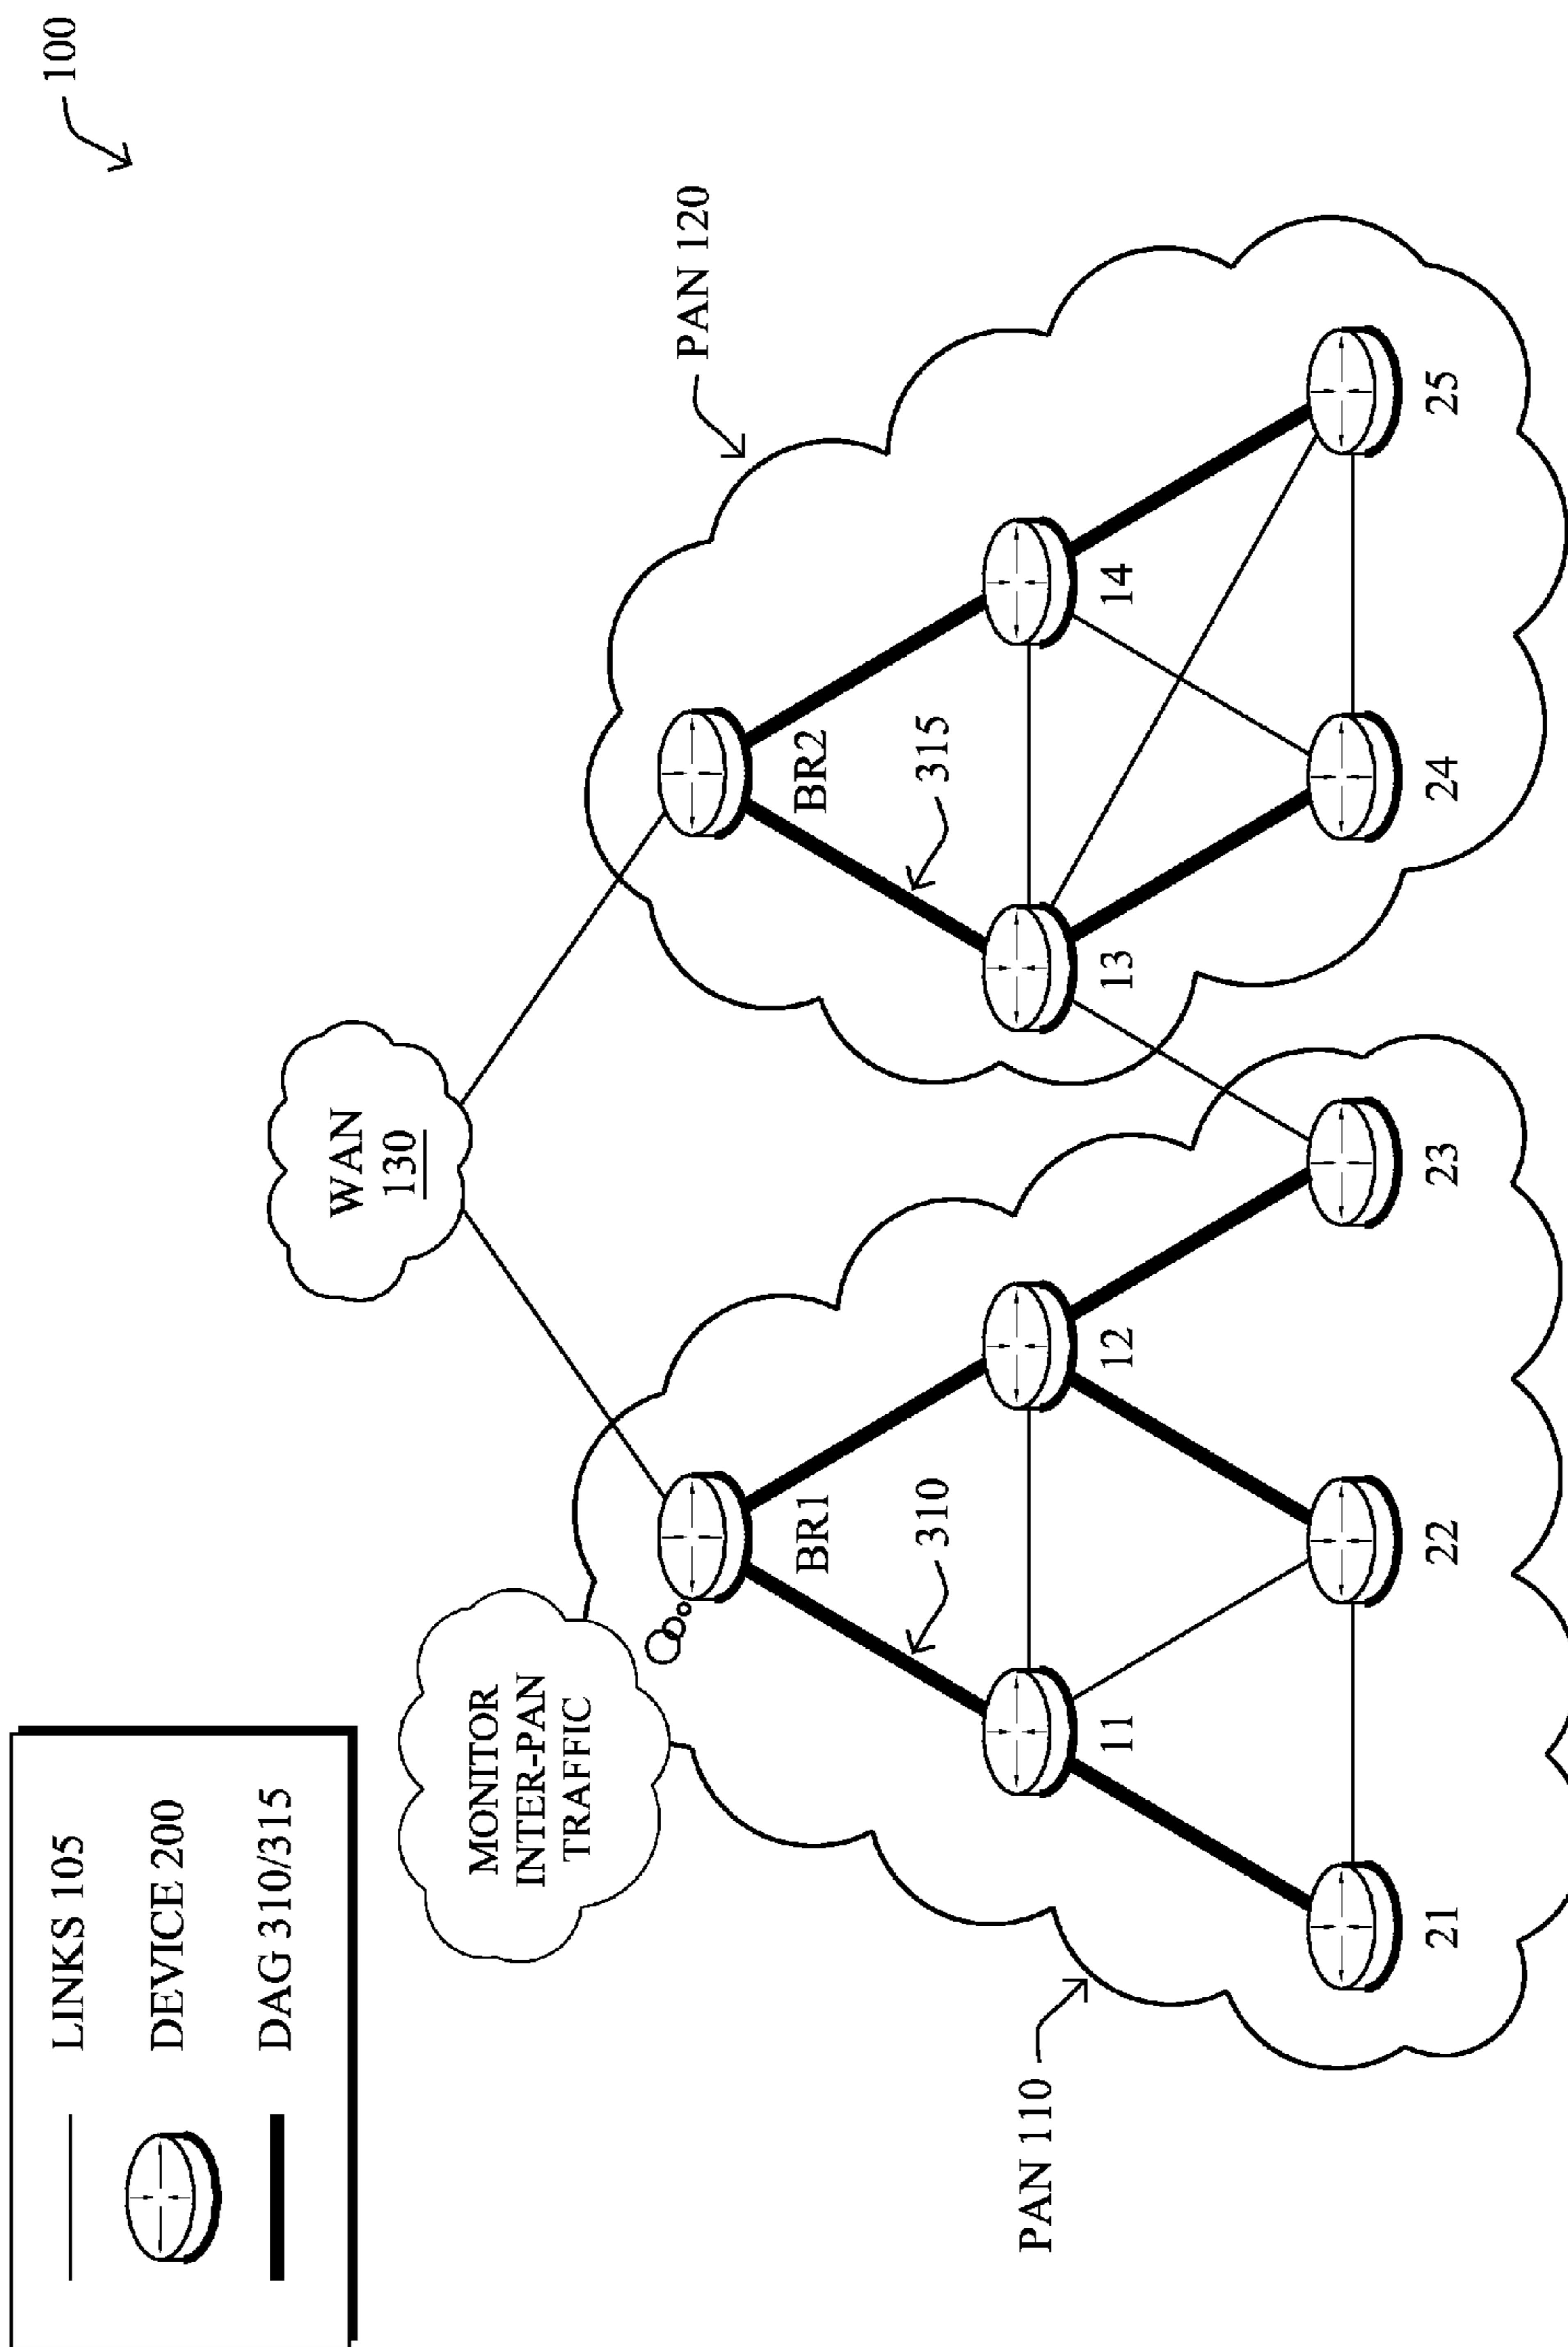 100
LINKS 105
DEVICE 200
DAG 310/315
WAN
130
MONITOR
INTER-PAN
TRAFFIC
PAN 120
BR1
BR2
310
315
PAN 110
11
12
13
14
21
22
23
24
25